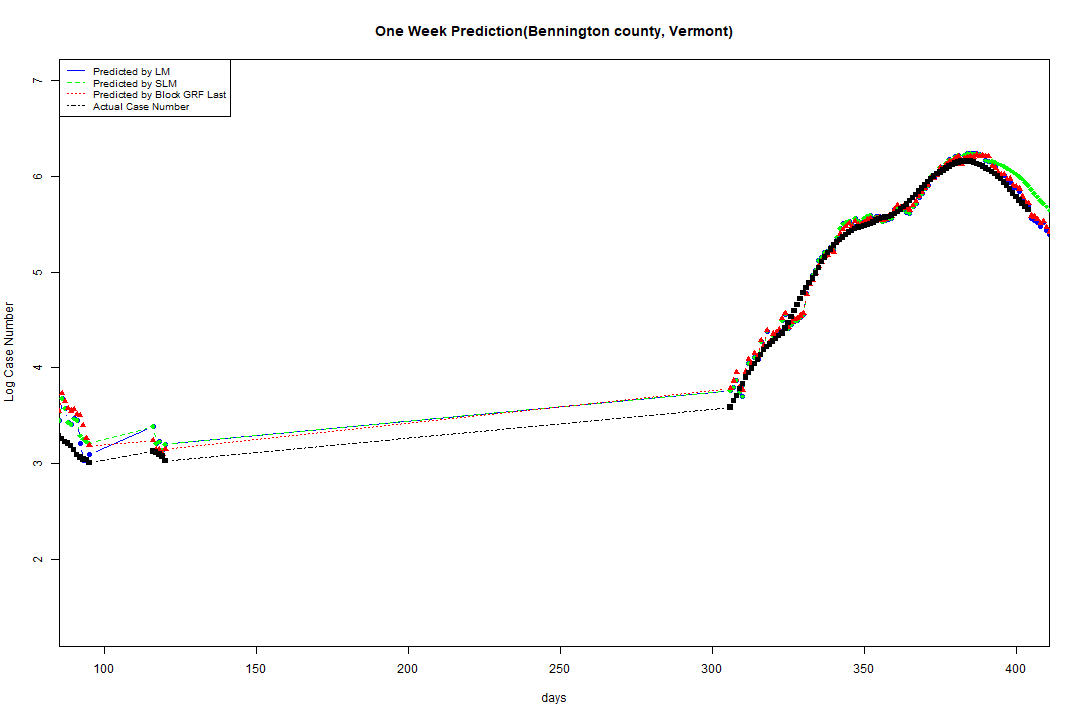 One Week Prediction(Bennington county, Vermont)
Predicted by LM
Predicted by SLM
Predicted by Block GRF Last
Actual Case Number
7
6
5
4
3
2
Log Case Number
100 150 200 250 300 350 400
days